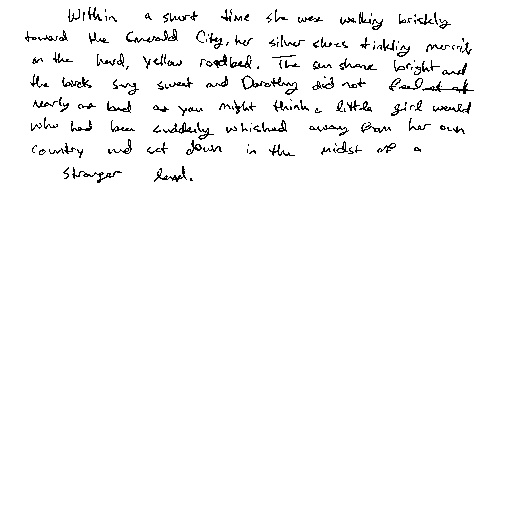 Within a short time she was walking briskly
toward the Emerald City, her silver shoes tinkling merrily
on the hard, yellow roadbed. The sun shone bright and
the birds sang sweet and Dorothy did not
nearly as bad as you might think a little girl would
who had been suddenly whisked away from her own
country and set down in the midst of a
stranger land.